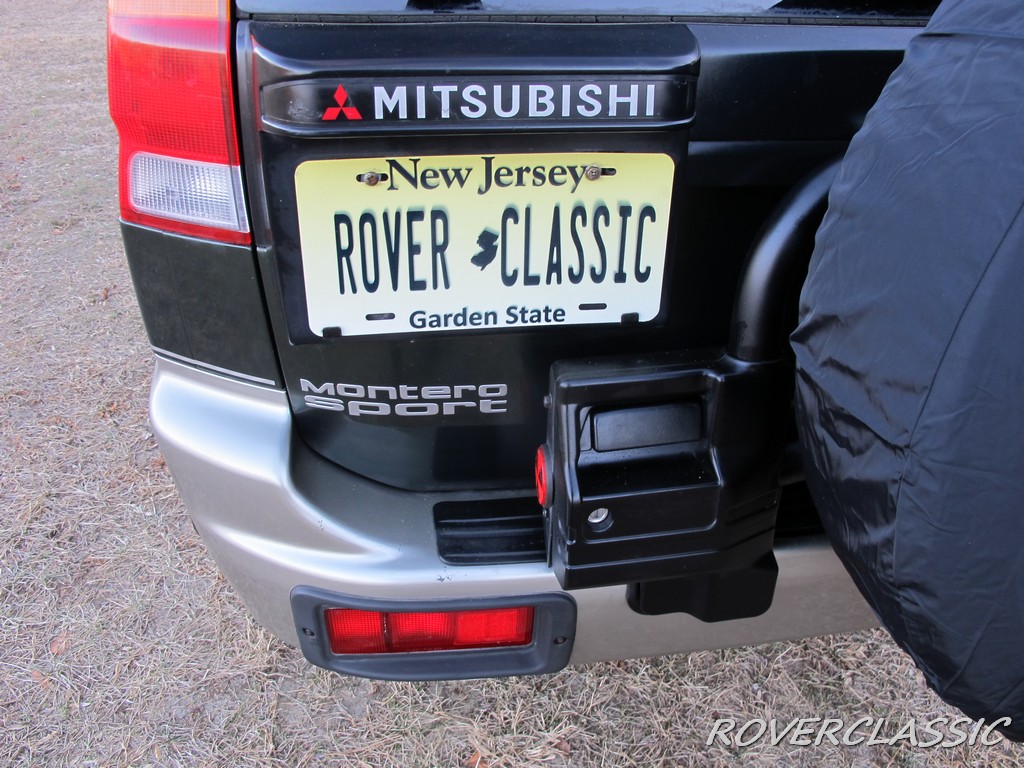 MITSUBISHI
New Jersey
ROVER CLASSIC
Garden State
Montero
Sport
ROVERCLASSIC